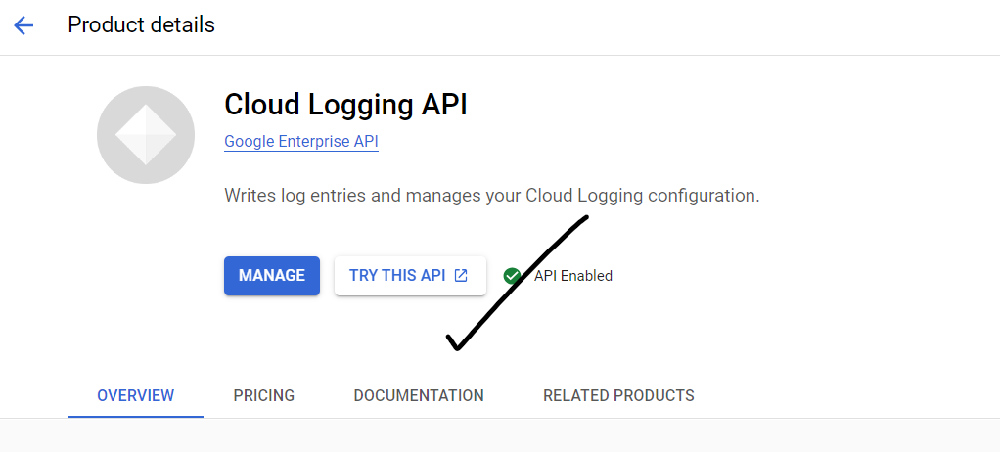 Product details
Cloud Logging API
Google Enterprise API
Writes log entries and manages your Cloud Logging configuration.
MANAGE TRY THIS API API Enabled
OVERVIEW PRICING DOCUMENTATION RELATED PRODUCTS